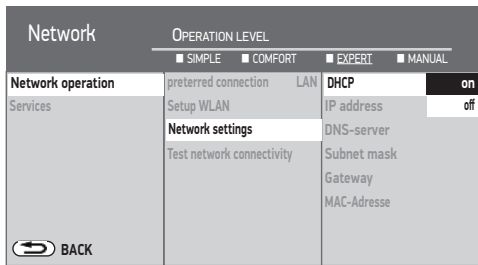 Network
OPERATION LEVEL
SIMPLE COMFORT EXPERT MANUAL
Network operation
Services
preferred connection LAN
Setup WLAN
Network settings
Test network connectivity
DHCP on
IP address off
DNS-server
Subnet mask
Gateway
MAC-Adresse
BACK